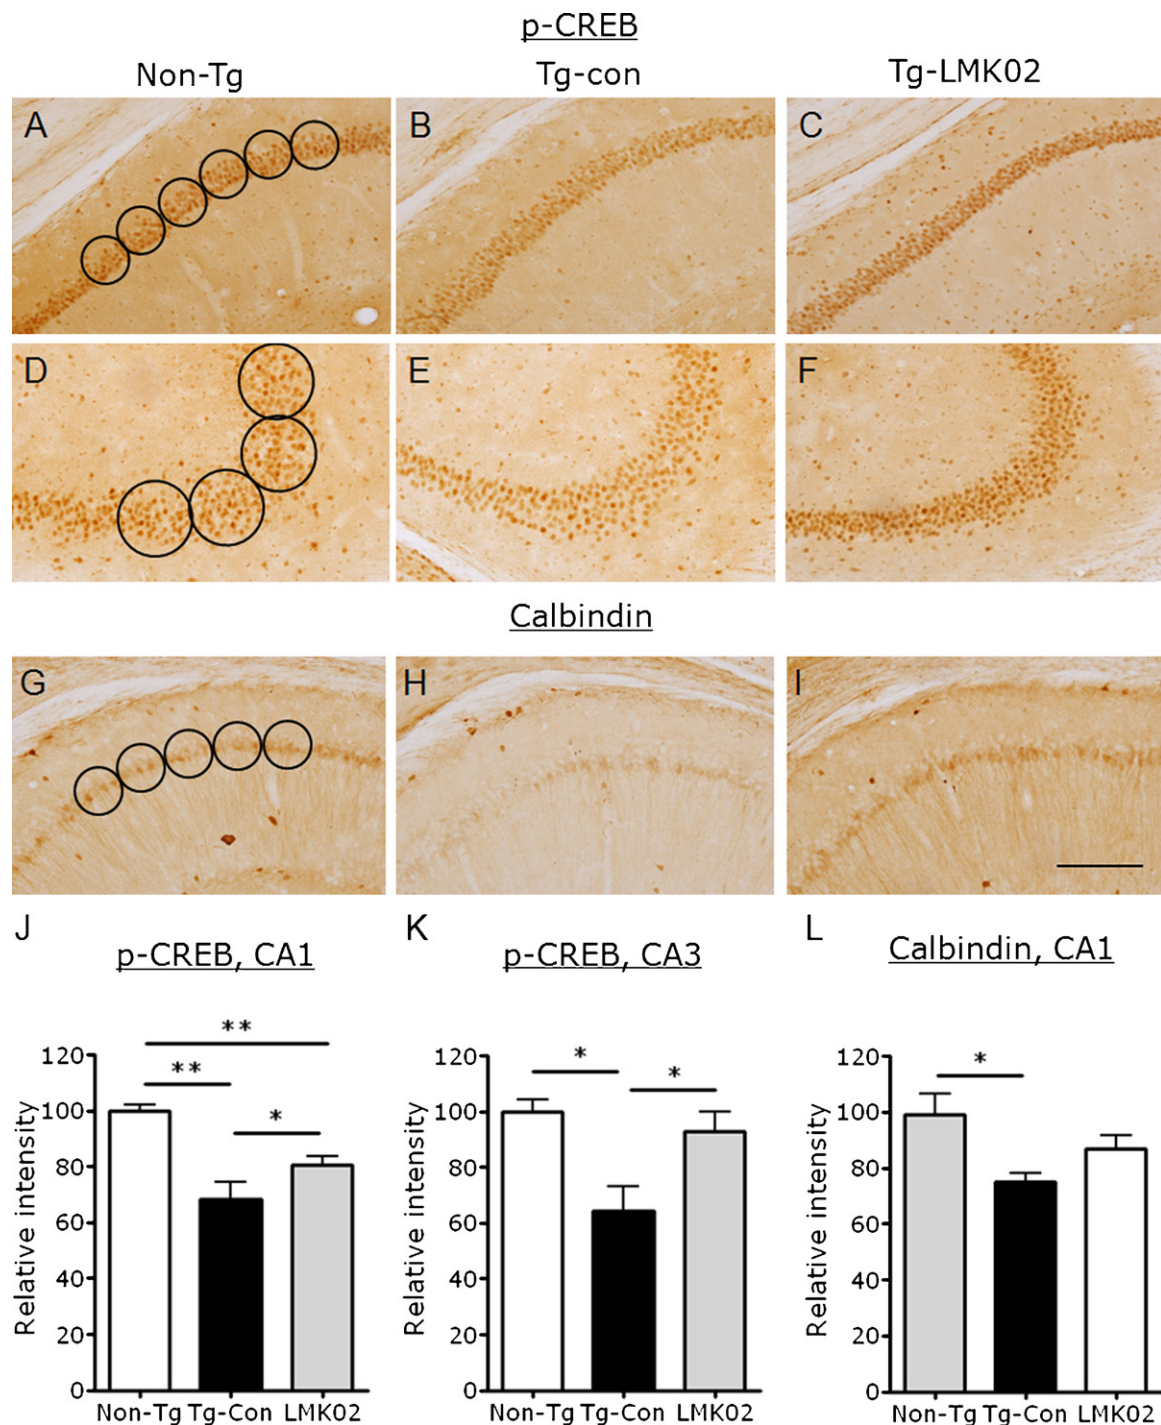 p-CREB
Non-Tg Tg-con Tg-LMK02
A B C
D E F
Calbindin
G H I
J K L
p-CREB, CA1 p-CREB, CA3 Calbindin, CA1
** * *
** * 
*
120 120 120
100 100 100
80 80 80
60 60 60
40 40 40
20 20 20
0 0 0
Relative intensity Relative intensity Relative intensity
Non-Tg Tg-Con LMK02 Non-Tg Tg-Con LMK02 Non-Tg Tg-Con LMK02